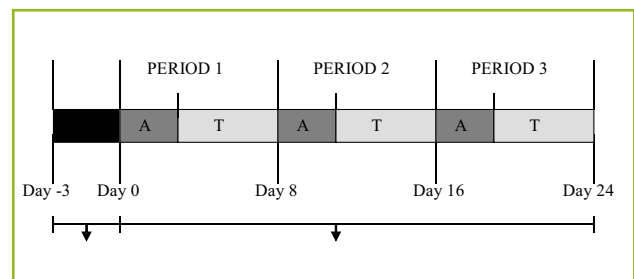 PERIOD 1 PERIOD 2 PERIOD 3
A T A T A T
Day -3 Day 0 Day 8 Day 16 Day 24